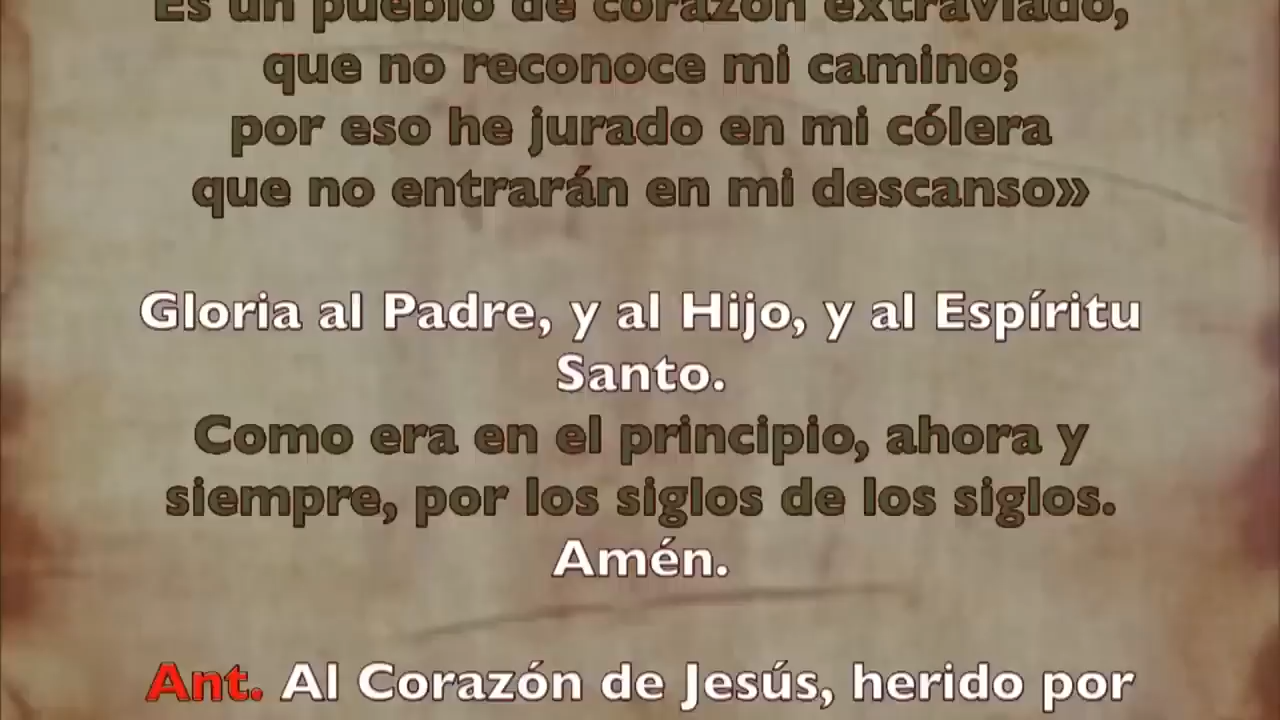 Es un pueblo de corazón extraviado,
que no reconoce mi camino;
por eso he jurado en mi cólera
que no entrarán en mi descanso»
Gloria al Padre, y al Hijo, y al Espíritu
Santo.
Como era en el principio, ahora y
siempre, por los siglos de los siglos.
Amén.
Ant. Al Corazón de Jesús, herido por